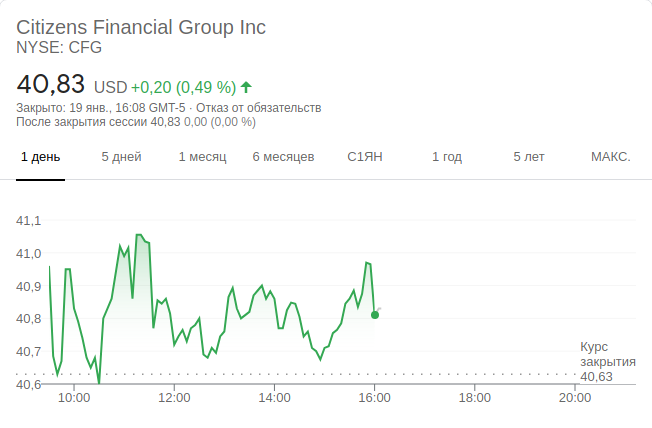 Citizens Financial Group Inc
NYSE: CFG
40,83 USD +0,20 (0,49 %)
Закрыто: 19 янв., 16:08 GMT-5 · Отказ от обязательств
После закрытия сессии 40,83 0,00 (0,00 %)
1 день 5 дней 1 месяц 6 месяцев С1ЯН 1 год 5 лет МАКС.
41,1
41,0
40,9
40,8
40,7
Курс
закрытия
40,63
40,6
10:00 12:00 14:00 16:00 18:00 20:00